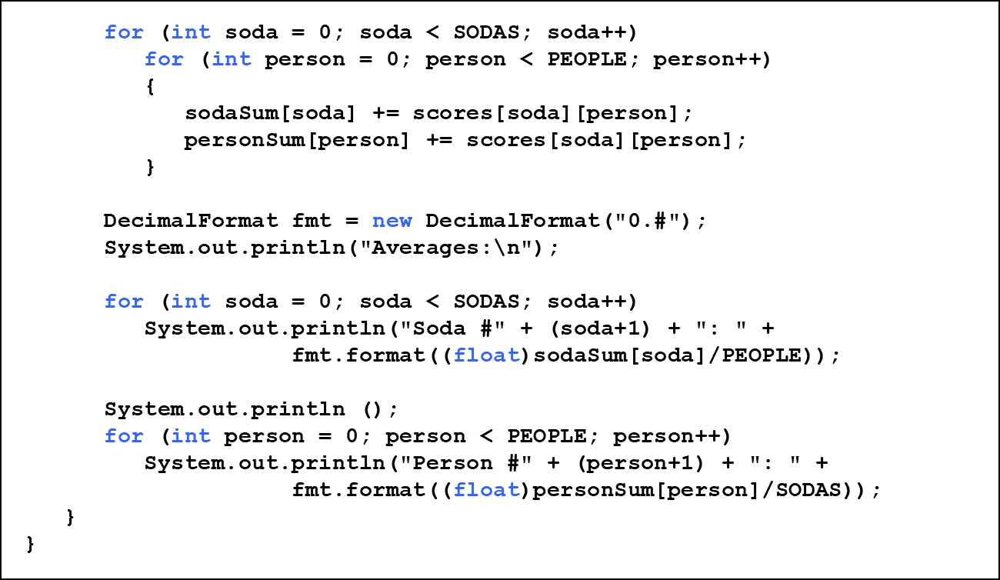 for (int soda = 0; soda < SODAS; soda++)
for (int person = 0; person < PEOPLE; person++)
{
sodaSum[soda] += scores[soda][person];
personSum[person] += scores[soda][person];
}
DecimalFormat fmt = new DecimalFormat("0.#");
System.out.println("Averages:\n");
for (int soda = 0; soda < SODAS; soda++)
System.out.println("Soda #" + (soda+1) + ": " +
fmt.format((float)sodaSum[soda]/PEOPLE));
System.out.println ();
for (int person = 0; person < PEOPLE; person++)
System.out.println("Person #" + (person+1) + ": " +
fmt.format((float)personSum[person]/SODAS));
}
}